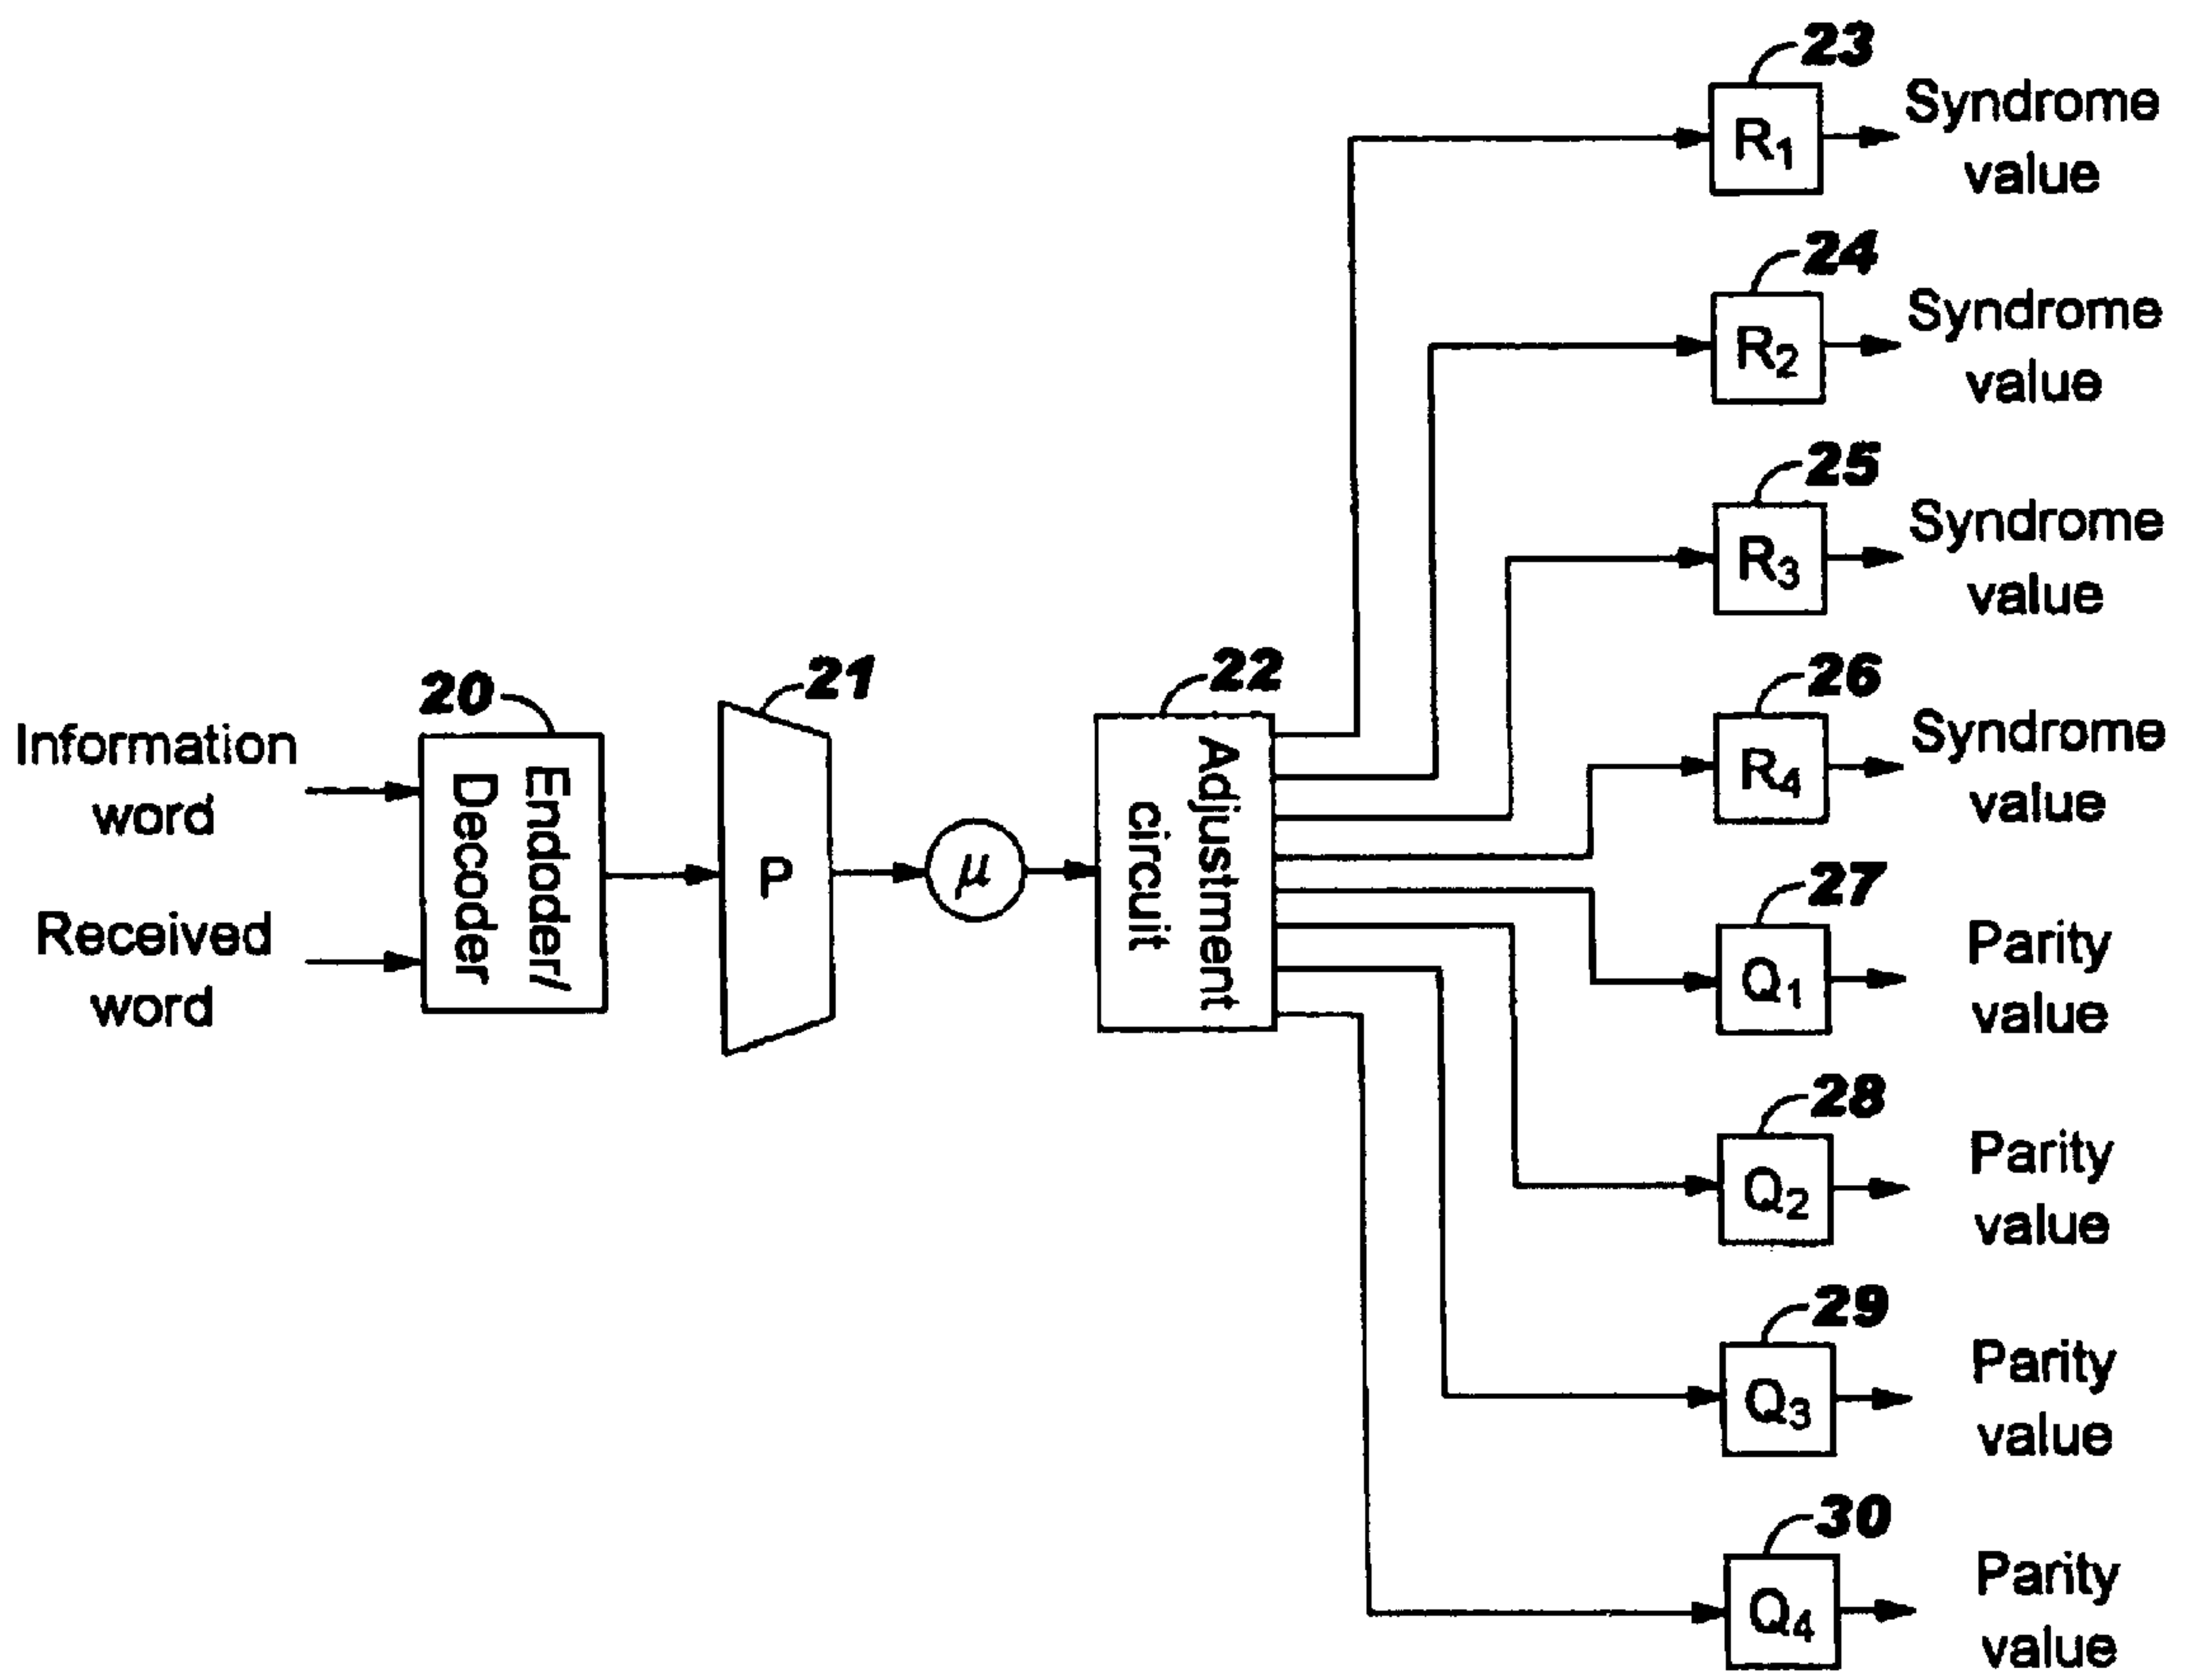 23
R1
Syndrome
value
24
R2
Syndrome
value
25
R3
Syndrome
value
26
R4
Syndrome
value
Information
word
Received
word
20
Endoder/
Decoder
21
P
μ
22
Adjustment
circuit
27
Q1
Parity
value
28
Q2
Parity
value
29
Q3
Parity
value
30
Q4
Parity
value